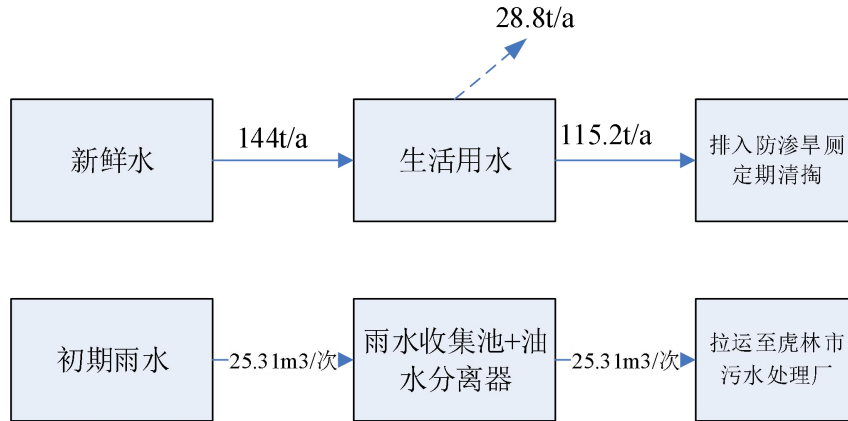 28.8t/a
新鲜水
144t/a
生活用水
115.2t/a
排入防渗旱厕
定期清掏
初期雨水
25.31m3/次
雨水收集池+油
水分离器
25.31m3/次
拉运至虎林市
污水处理厂